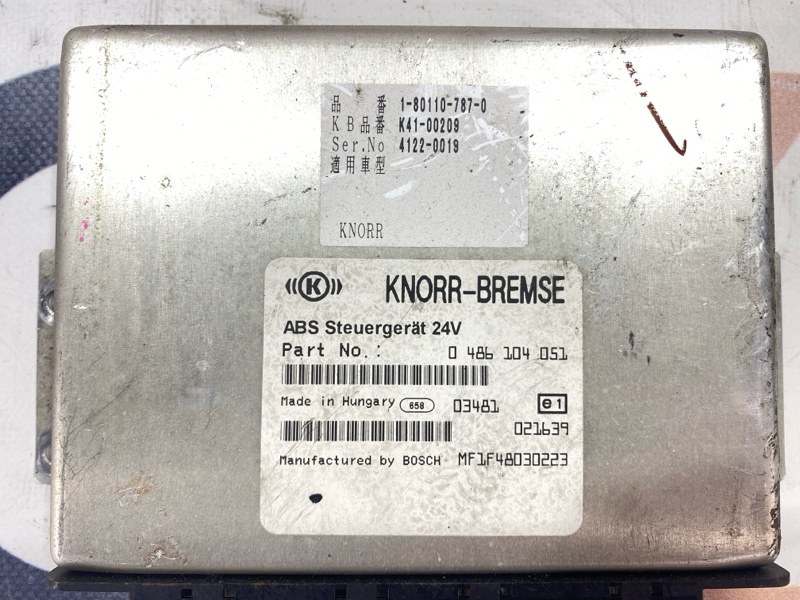 品 番 1-80110-787-0
KB品番 K41-00209
Ser.No 4122-0019
適用車型
KNORR
((K)) KNORR-BREMSE
ABS Steuergerät 24V
Part No.: 0 486 104 051
Made in Hungary 658 03481 e1
021639
Manufactured by BOSCH MF1F48030223